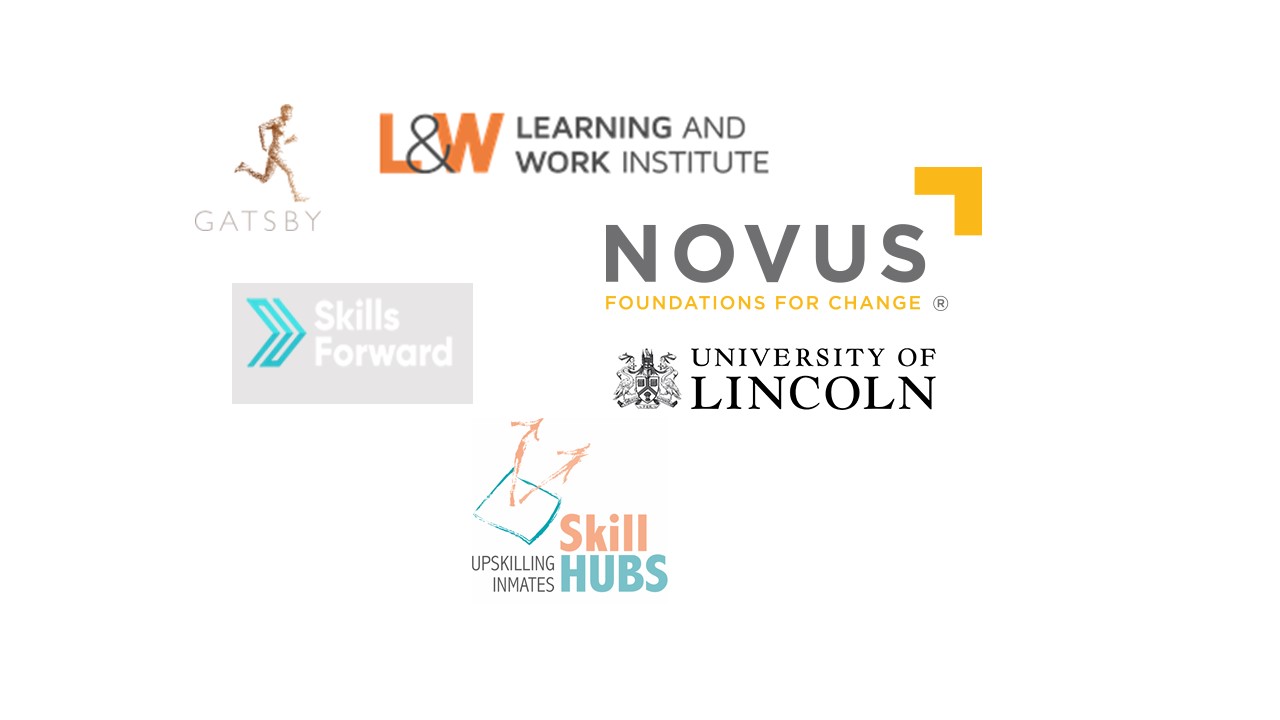 GATSBY
L&W LEARNING AND
WORK INSTITUTE
NOVUS
FOUNDATIONS FOR CHANGE ®
Skills
Forward
UNIVERSITY OF
LINCOLN
Skill
UPSKILLING
INMATES
HUBS